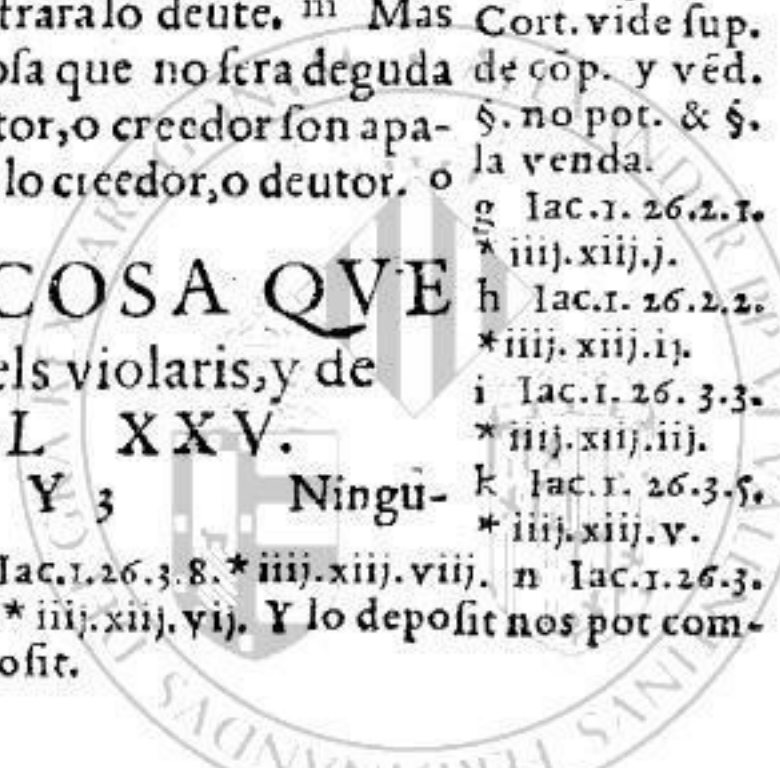 trara lo deute. m Mas
osa que no sera deguda
tor,o creedor son apa-
lo creedor,o deutor. o
COSA QVE
els violaris,y de
L XXV.
Y 3 Ningu-
Cort. vide sup.
de cōp. y vēd.
§. no pot. & §.
la venda.
g Iac.1. 26.2.1.
* iiij.xiij.j.
h Iac.1. 26.2.2.
* iiij. xiij.ij.
i Iac.1. 26. 3.3.
* iiij.xiij.iij.
k Iac.1. 26.3.5.
* iiij.xiij.v.
Iac.1.26.3.8.* iiij.xiij.viij. n Iac.1.26.3.
* iiij.xiij.vij. Y lo deposit nos pot com-
osit.